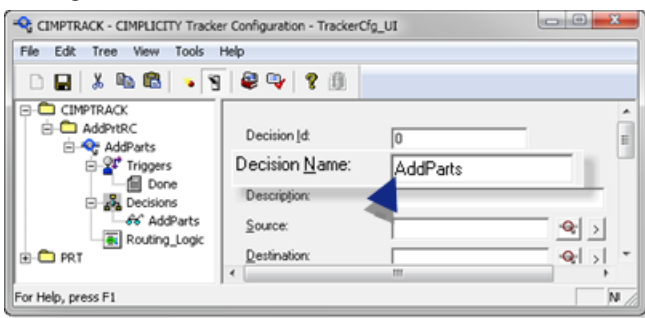 CIMPTRACK - CIMPLICITY Tracker Configuration - TrackerCfg_UI
File Edit Tree View Tools Help
CIMPTRACK
AddPrtRC
AddParts
Triggers
Done
Decisions
AddParts
Routing_Logic
PRT
Decision Id: 0
Decision Name: AddParts
Description:
Source:
Destination:
For Help, press F1